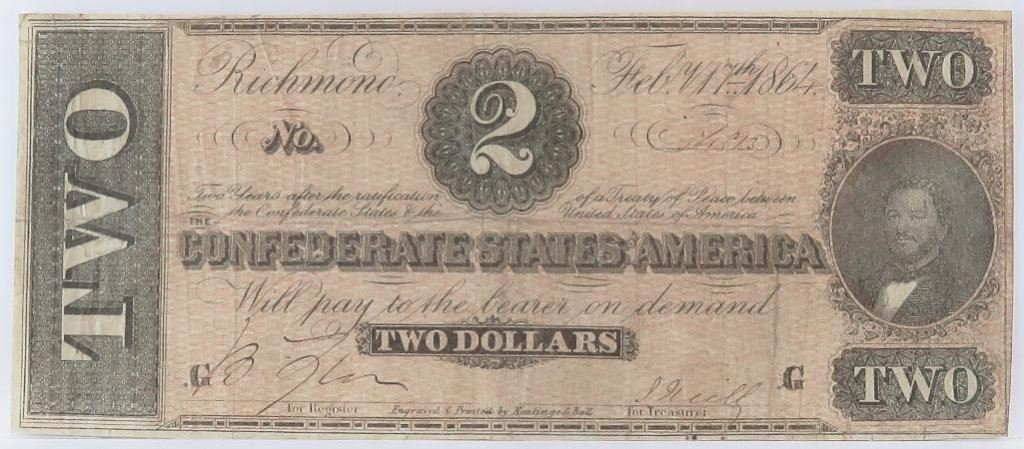 TWO
Richmond, Feb. 17th 1864.
2
TWO
No.
Two Years after the ratification of a Treaty of Peace between
the Confederate States & the United States of America
THE
CONFEDERATE STATES OF AMERICA
Will pay to the bearer on demand
TWO DOLLARS
G G
TWO
for Register Engraved & Printed by Keatinge & Ball for Treasurer